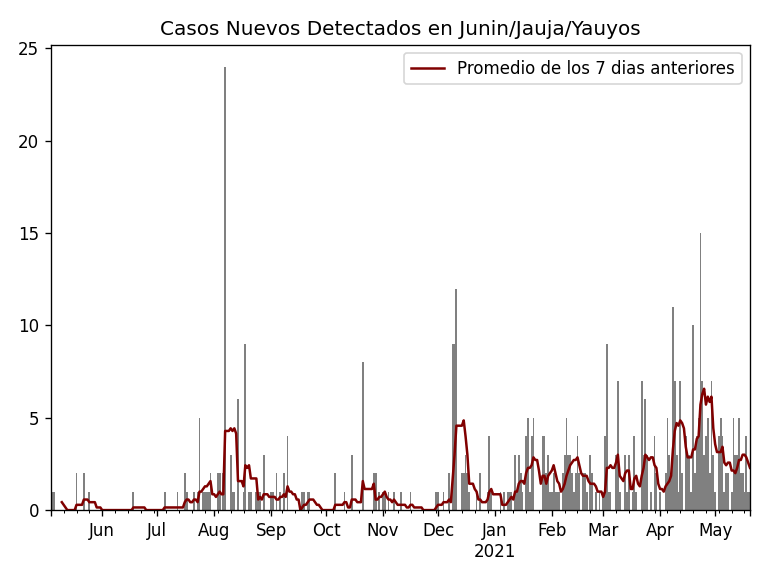 Casos Nuevos Detectados en Junin/Jauja/Yauyos
Promedio de los 7 dias anteriores
25
20
15
10
5
0
Jun Jul Aug Sep Oct Nov Dec Jan Feb Mar Apr May
2021